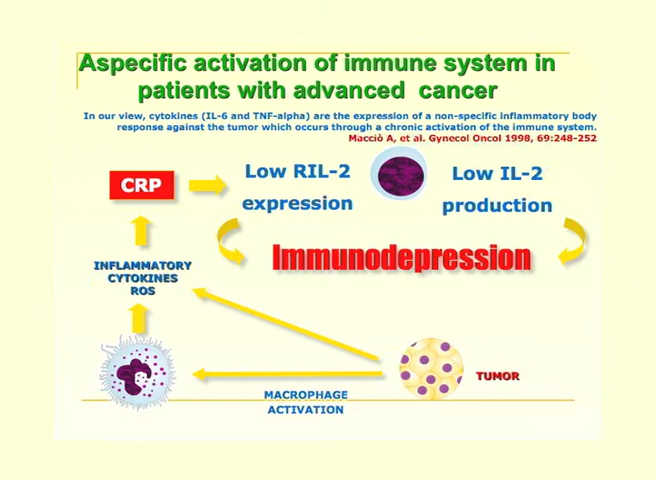 Aspecific activation of immune system in
patients with advanced cancer
In our view, cytokines (IL-6 and TNF-alpha) are the expression of a non-specific inflammatory body
response against the tumor which occurs through a chronic activation of the immune system.
Macciò A, et al. Gynecol Oncol 1998, 69:248-252
CRP
Low RIL-2
expression
Low IL-2
production
Immunodepression
INFLAMMATORY
CYTOKINES
ROS
TUMOR
MACROPHAGE
ACTIVATION